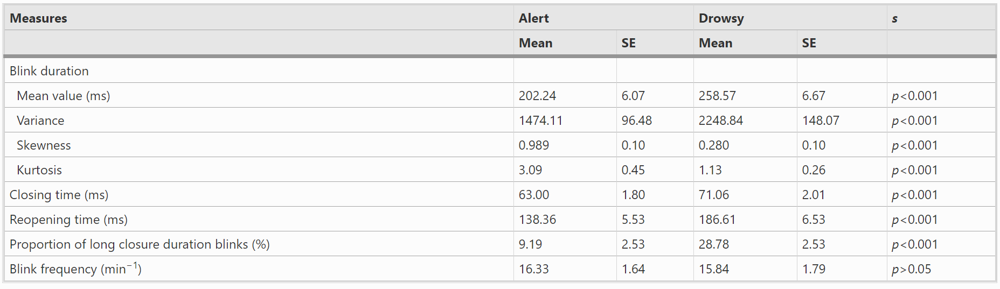 Measures Alert Drowsy s
Mean SE Mean SE
Blink duration
Mean value (ms) 202.24 6.07 258.57 6.67 p<0.001
Variance 1474.11 96.48 2248.84 148.07 p<0.001
Skewness 0.989 0.10 0.280 0.10 p<0.001
Kurtosis 3.09 0.45 1.13 0.26 p<0.001
Closing time (ms) 63.00 1.80 71.06 2.01 p<0.001
Reopening time (ms) 138.36 5.53 186.61 6.53 p<0.001
Proportion of long closure duration blinks (%) 9.19 2.53 28.78 2.53 p<0.001
Blink frequency (min⁻¹) 16.33 1.64 15.84 1.79 p>0.05